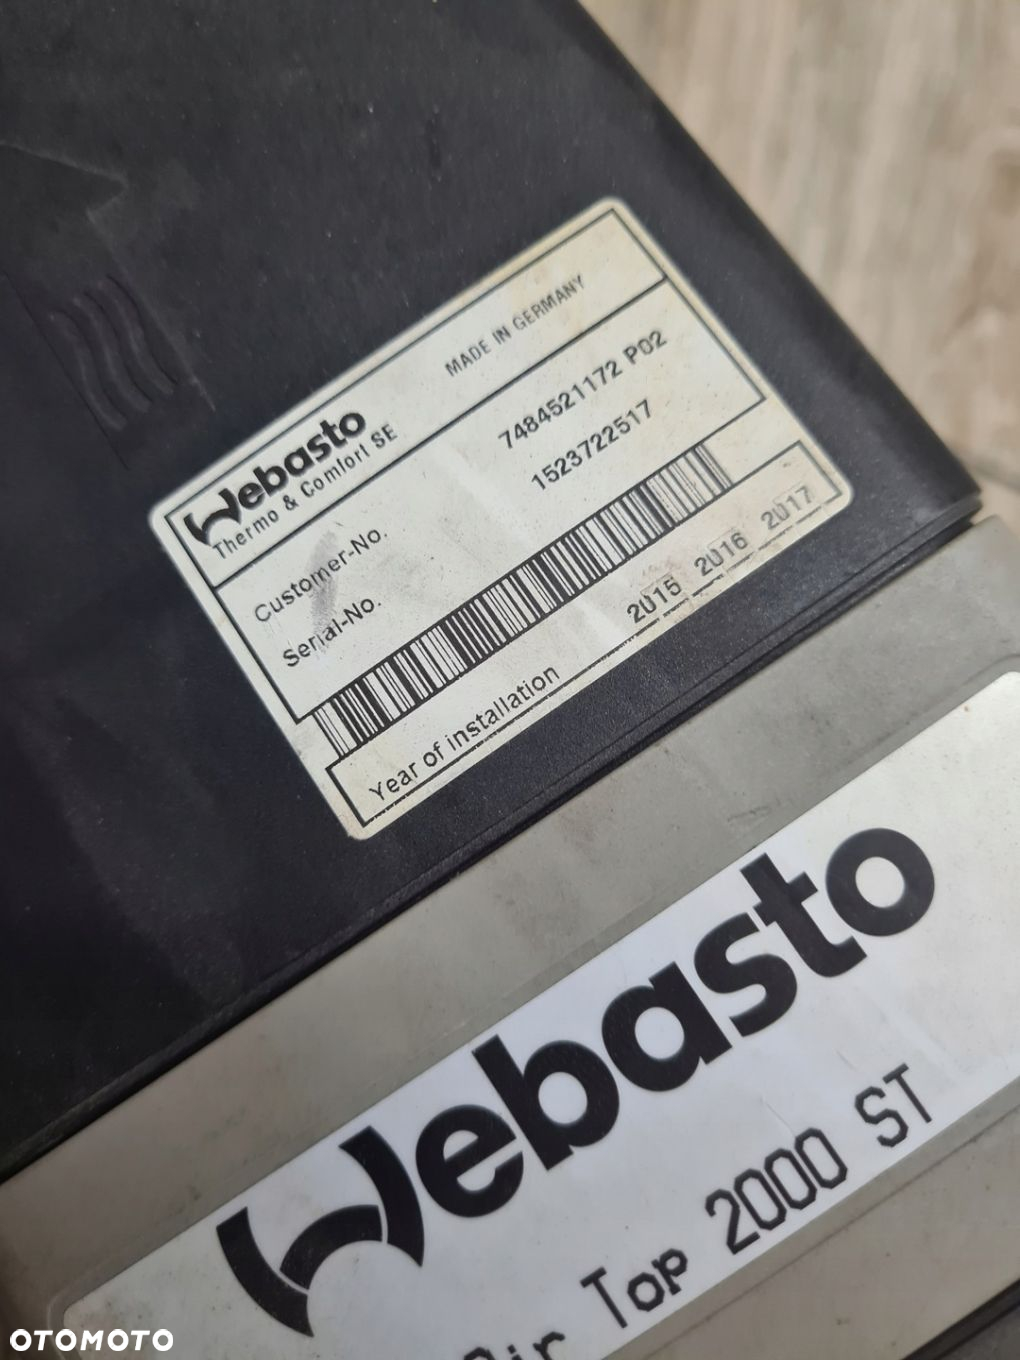 Webasto
Thermo & Comfort SE
MADE IN GERMANY
Customer-No. 7484521172 P02
Serial-No. 1523722517
Year of installation 2015 2016 2017
Webasto
Air Top 2000 ST
OTOMOTO